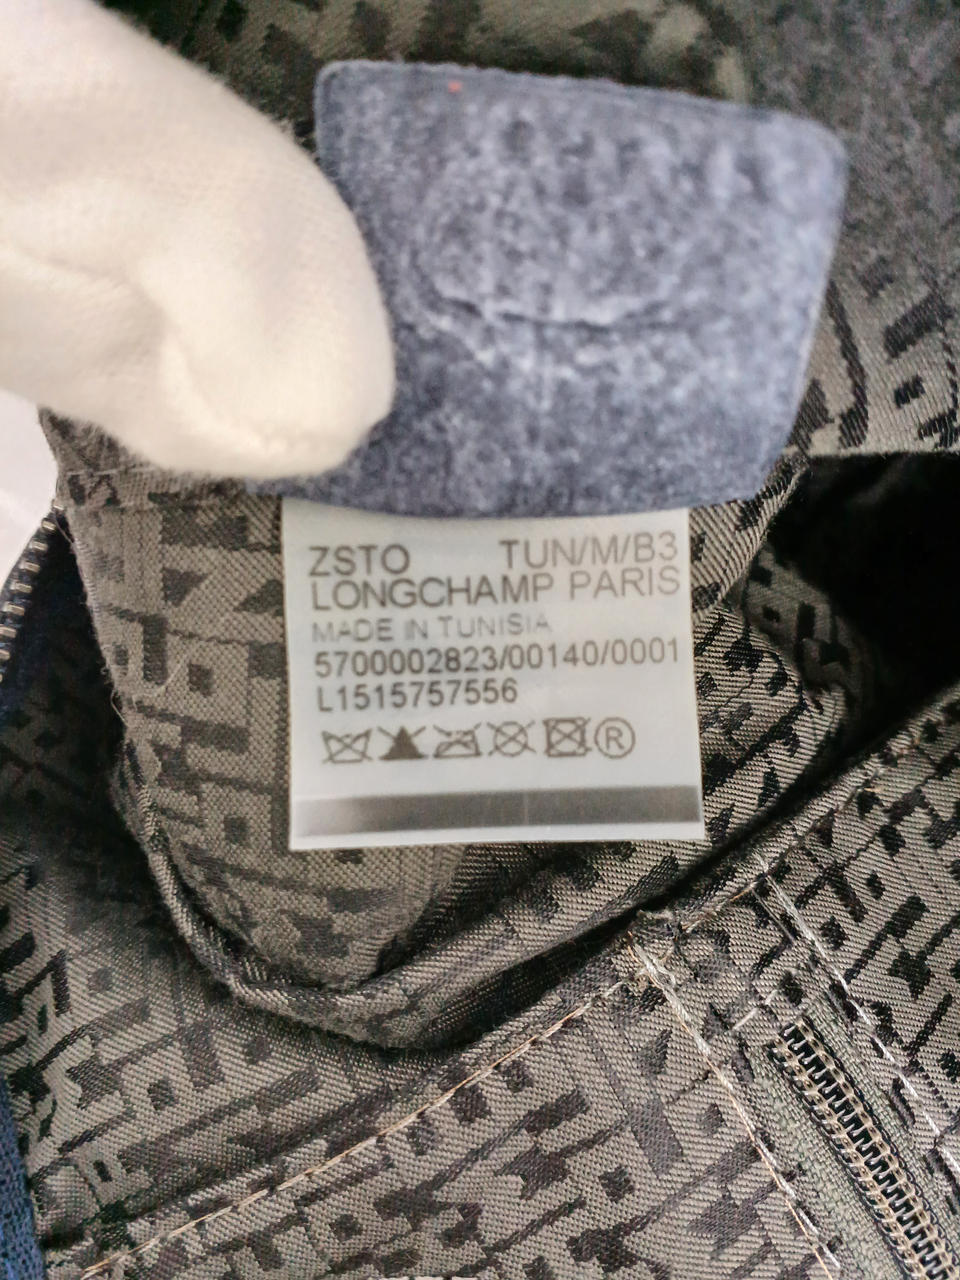 ZSTO TUN/M/B3
LONGCHAMP PARIS
MADE IN TUNISIA
5700002823/00140/0001
L1515757556
®